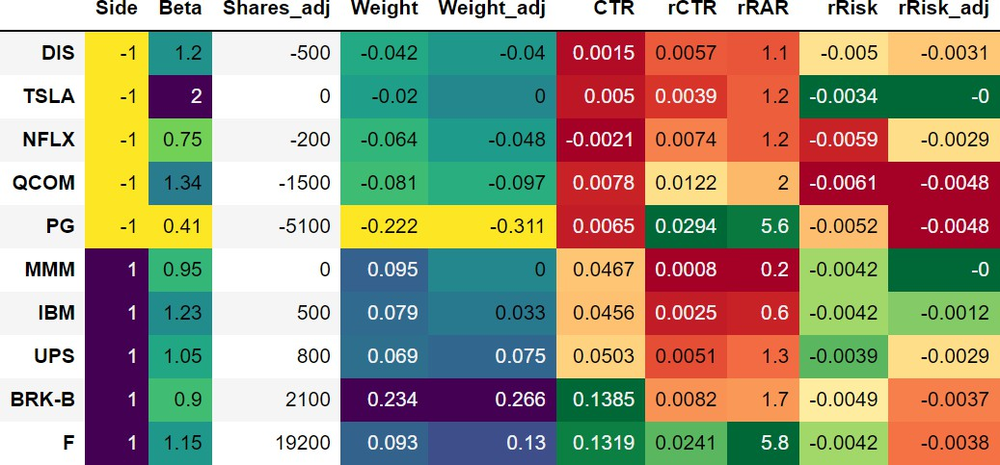 Side Beta Shares_adj Weight Weight_adj CTR rCTR rRAR rRisk rRisk_adj
DIS -1 1.2 -500 -0.042 -0.04 0.0015 0.0057 1.1 -0.005 -0.0031
TSLA -1 2 0 -0.02 0 0.005 0.0039 1.2 -0.0034 -0
NFLX -1 0.75 -200 -0.064 -0.048 -0.0021 0.0074 1.2 -0.0059 -0.0029
QCOM -1 1.34 -1500 -0.081 -0.097 0.0078 0.0122 2 -0.0061 -0.0048
PG -1 0.41 -5100 -0.222 -0.311 0.0065 0.0294 5.6 -0.0052 -0.0048
MMM 1 0.95 0 0.095 0 0.0467 0.0008 0.2 -0.0042 -0
IBM 1 1.23 500 0.079 0.033 0.0456 0.0025 0.6 -0.0042 -0.0012
UPS 1 1.05 800 0.069 0.075 0.0503 0.0051 1.3 -0.0039 -0.0029
BRK-B 1 0.9 2100 0.234 0.266 0.1385 0.0082 1.7 -0.0049 -0.0037
F 1 1.15 19200 0.093 0.13 0.1319 0.0241 5.8 -0.0042 -0.0038